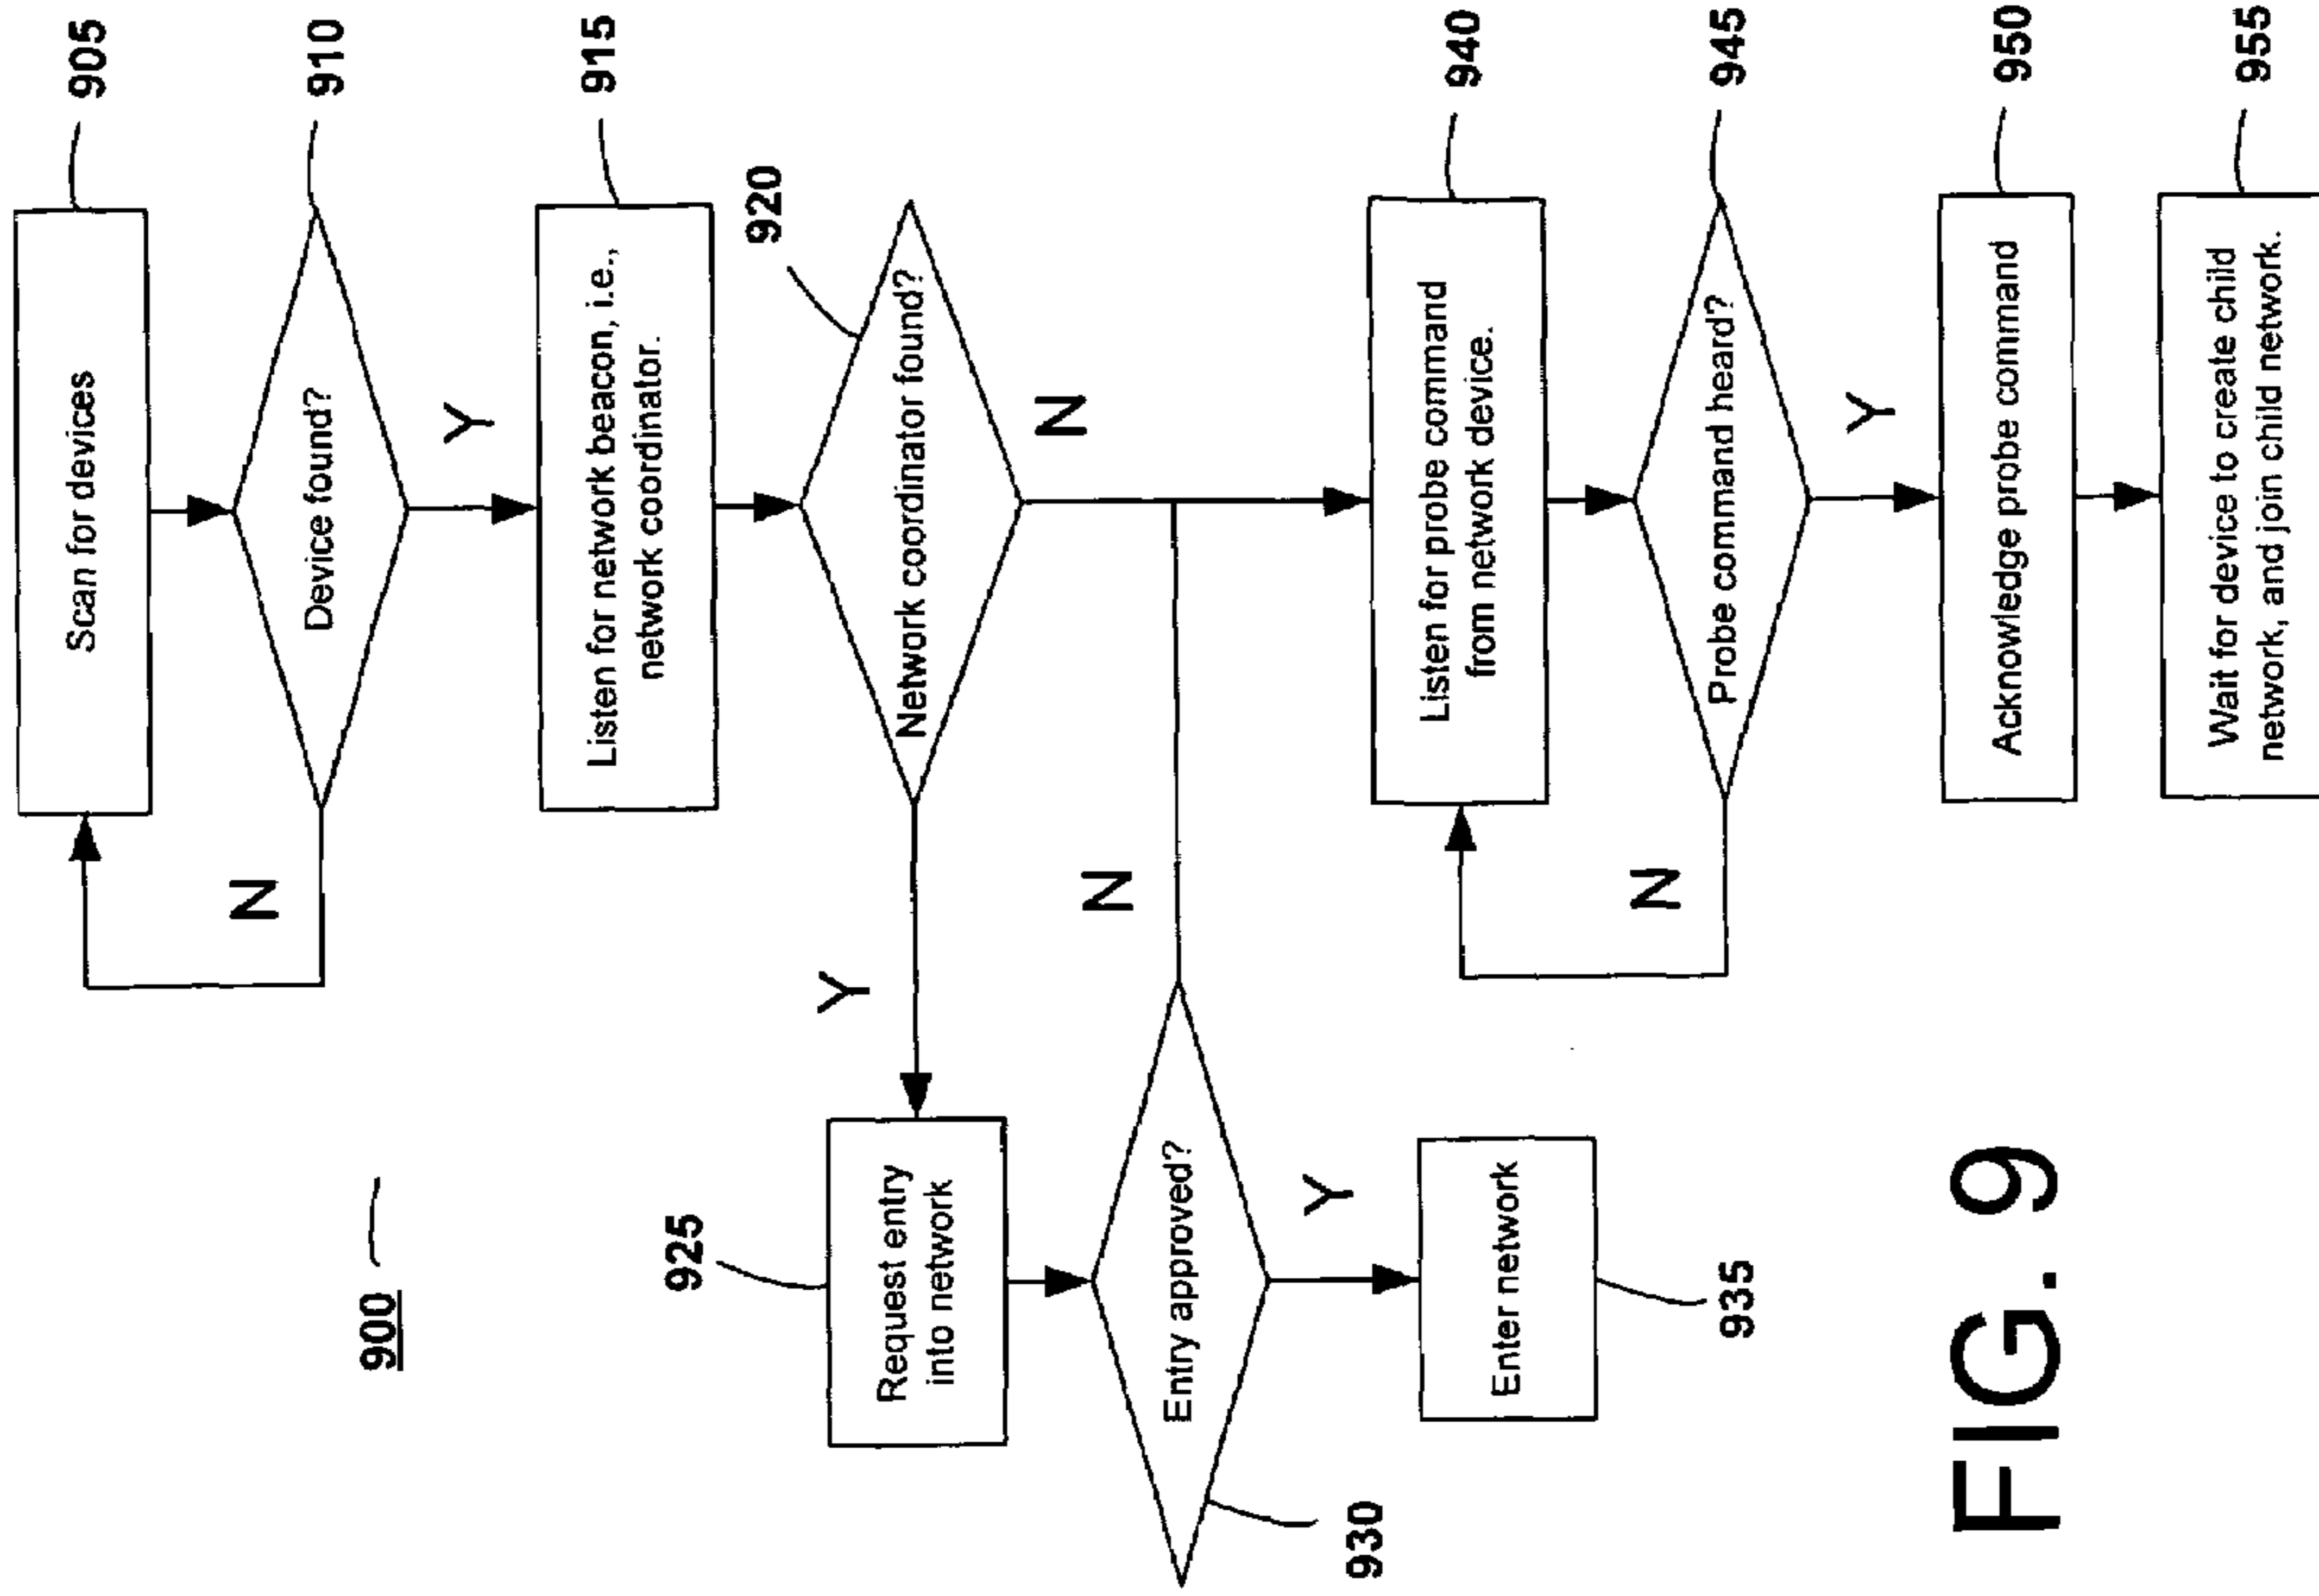 900
Scan for devices
905
N
Device found?
910
Y
Listen for network beacon, i.e.,
network coordinator.
915
920
Y
Network coordinator found?
925
Request entry
into network
N
N
Entry approved?
930
Y
Enter network
935
Listen for probe command
from network device.
940
N
Probe command heard?
945
Y
Acknowledge probe command
950
Wait for device to create child
network, and join child network.
955
FIG. 9